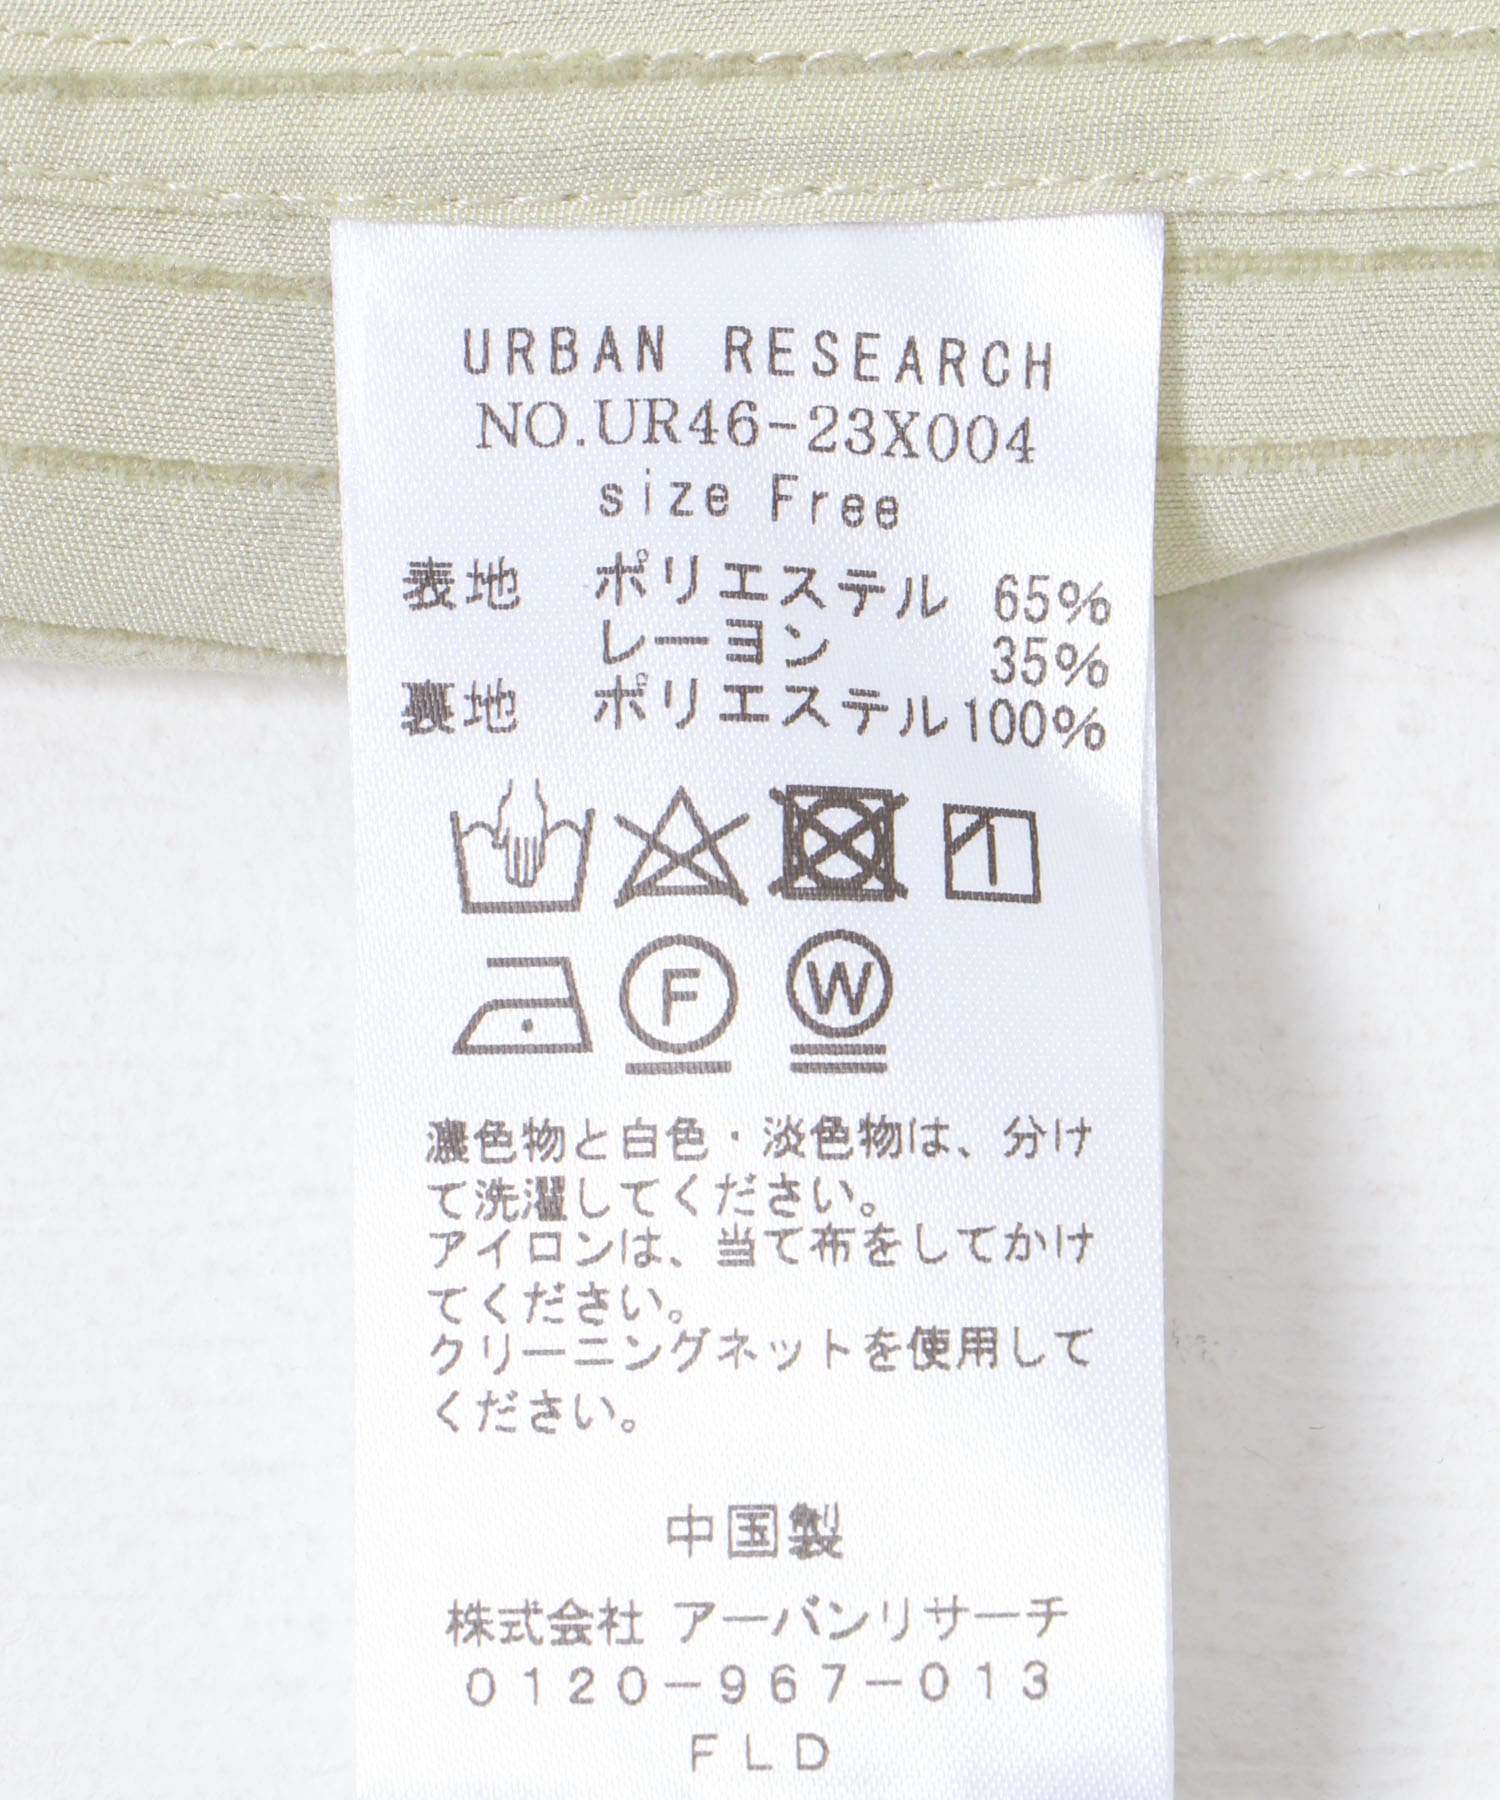 URBAN RESEARCH
NO.UR46-23X004
size Free
表地 ポリエステル 65%
レーヨン 35%
裏地 ポリエステル100%
F W
濃色物と白色・淡色物は、分け
て洗濯してください。
アイロンは、当て布をしてかけ
てください。
クリーニングネットを使用して
ください。
中国製
株式会社 アーバンリサーチ
0120-967-013
FLD